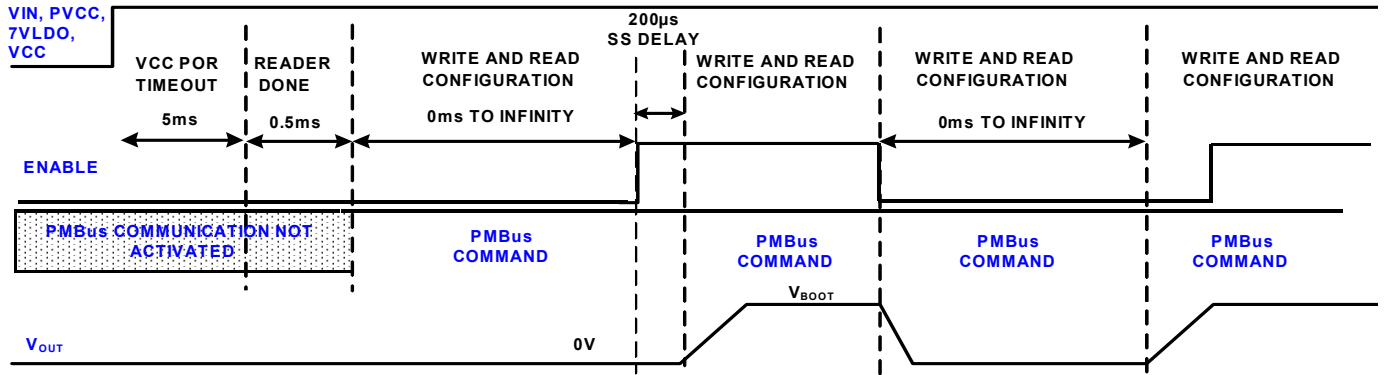 VIN, PVCC,
7VLDO,
VCC
VCC POR
TIMEOUT
5ms
READER
DONE
0.5ms
WRITE AND READ
CONFIGURATION
0ms TO INFINITY
200µs
SS DELAY
WRITE AND READ
CONFIGURATION
WRITE AND READ
CONFIGURATION
0ms TO INFINITY
WRITE AND READ
CONFIGURATION
ENABLE
PMBus COMMUNICATION NOT
ACTIVATED
PMBus
COMMAND
PMBus
COMMAND
PMBus
COMMAND
PMBus
COMMAND
VBOOT
VOUT
0V